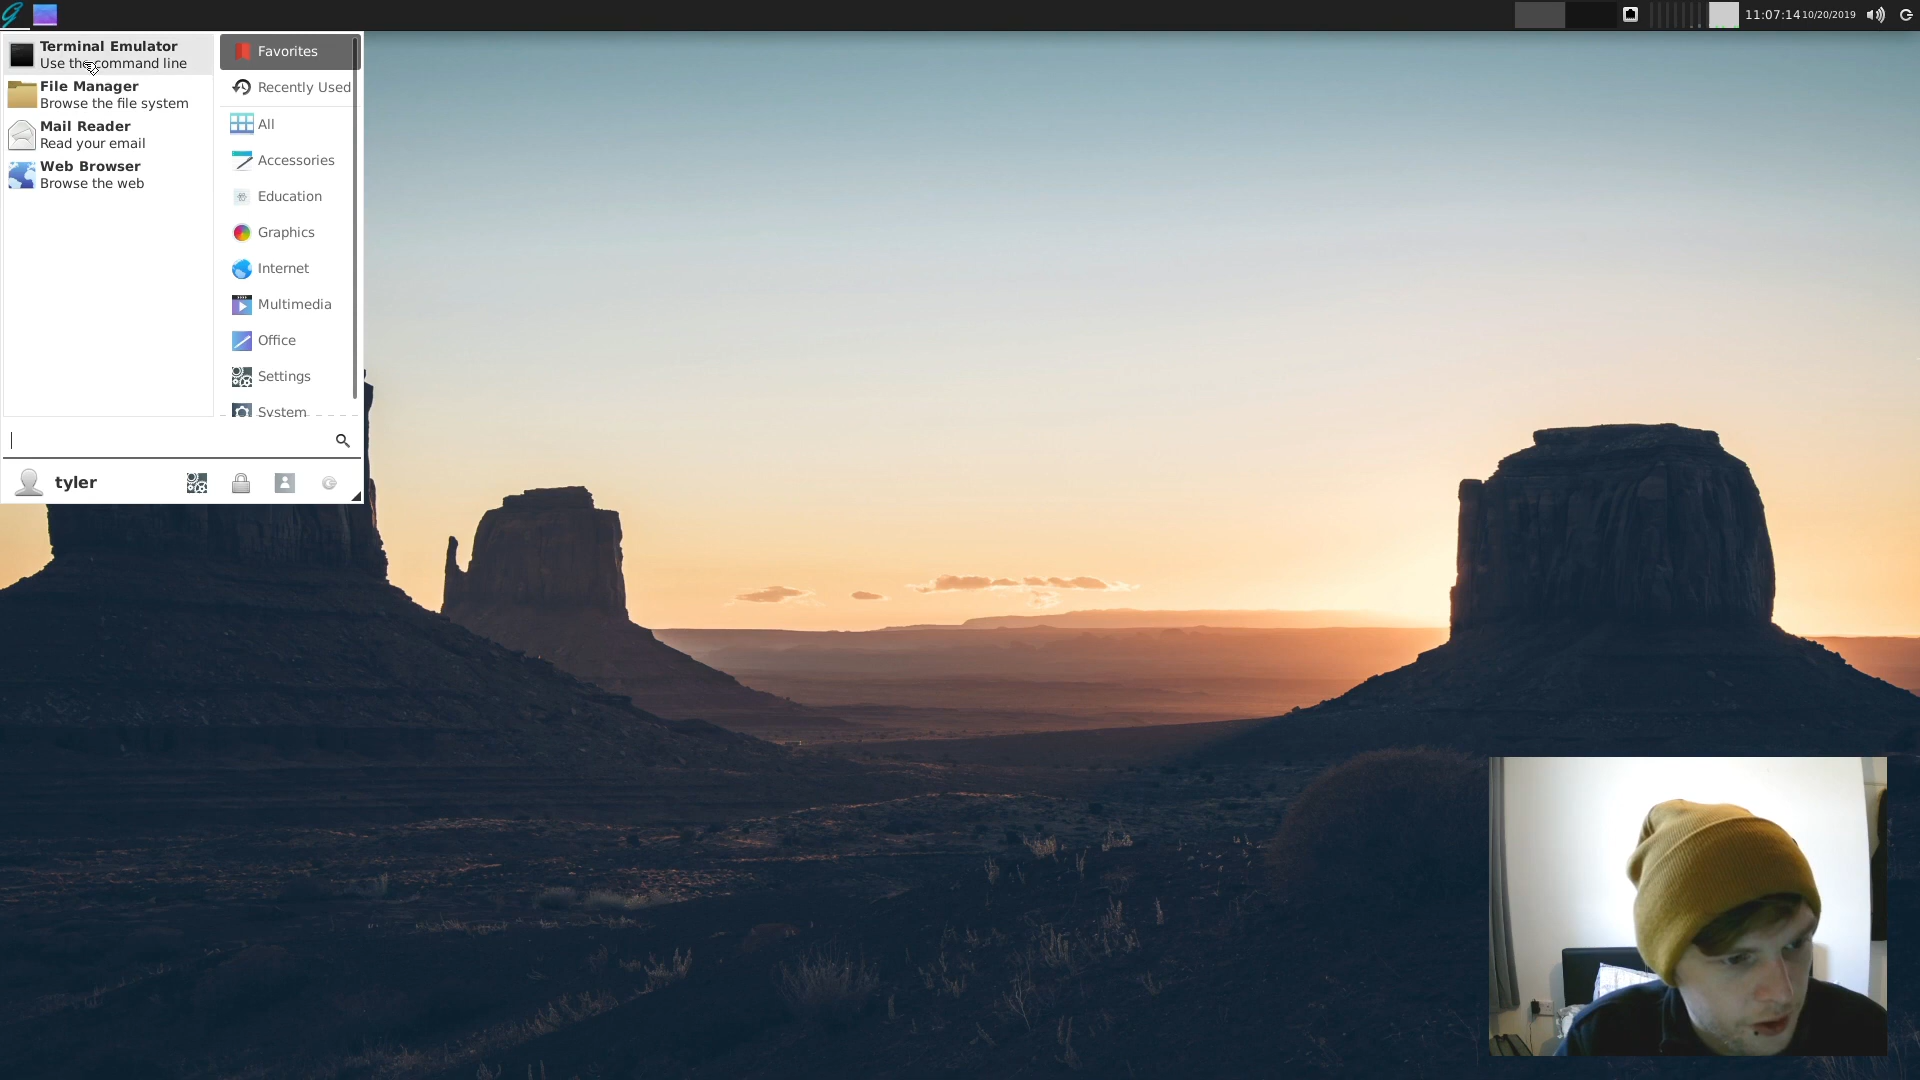 11:07:14 10/20/2019
Terminal Emulator
Use the command line
File Manager
Browse the file system
Mail Reader
Read your email
Web Browser
Browse the web
Favorites
Recently Used
All
Accessories
Education
Graphics
Internet
Multimedia
Office
Settings
System
tyler